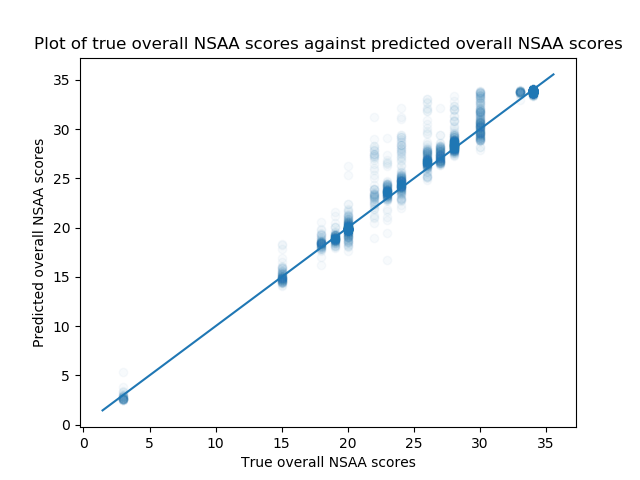 Plot of true overall NSAA scores against predicted overall NSAA scores
Predicted overall NSAA scores
35
30
25
20
15
10
5
0
0 5 10 15 20 25 30 35
True overall NSAA scores